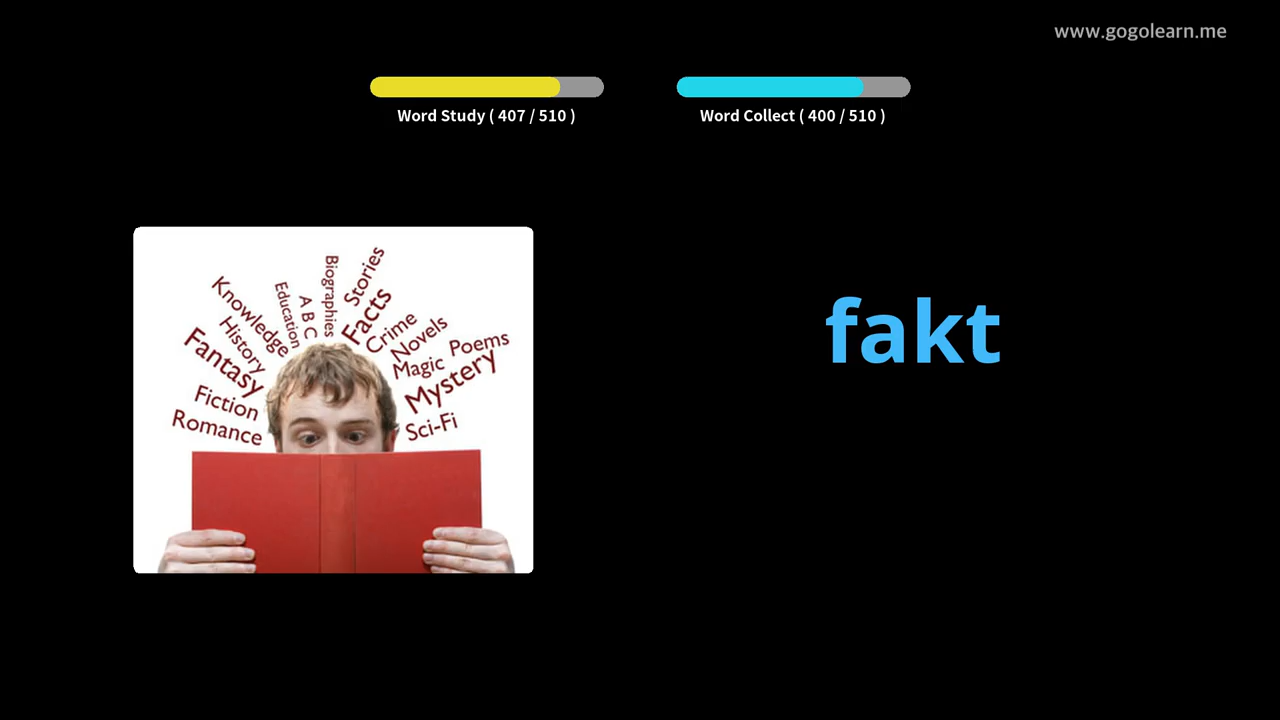 www.gogolearn.me
Word Study ( 407 / 510 )
Word Collect ( 400 / 510 )
fakt
Romance
Fiction
Fantasy
History
Knowledge
Education
A B C
Biographies
Stories
Facts
Crime
Novels
Magic
Poems
Mystery
Sci-Fi